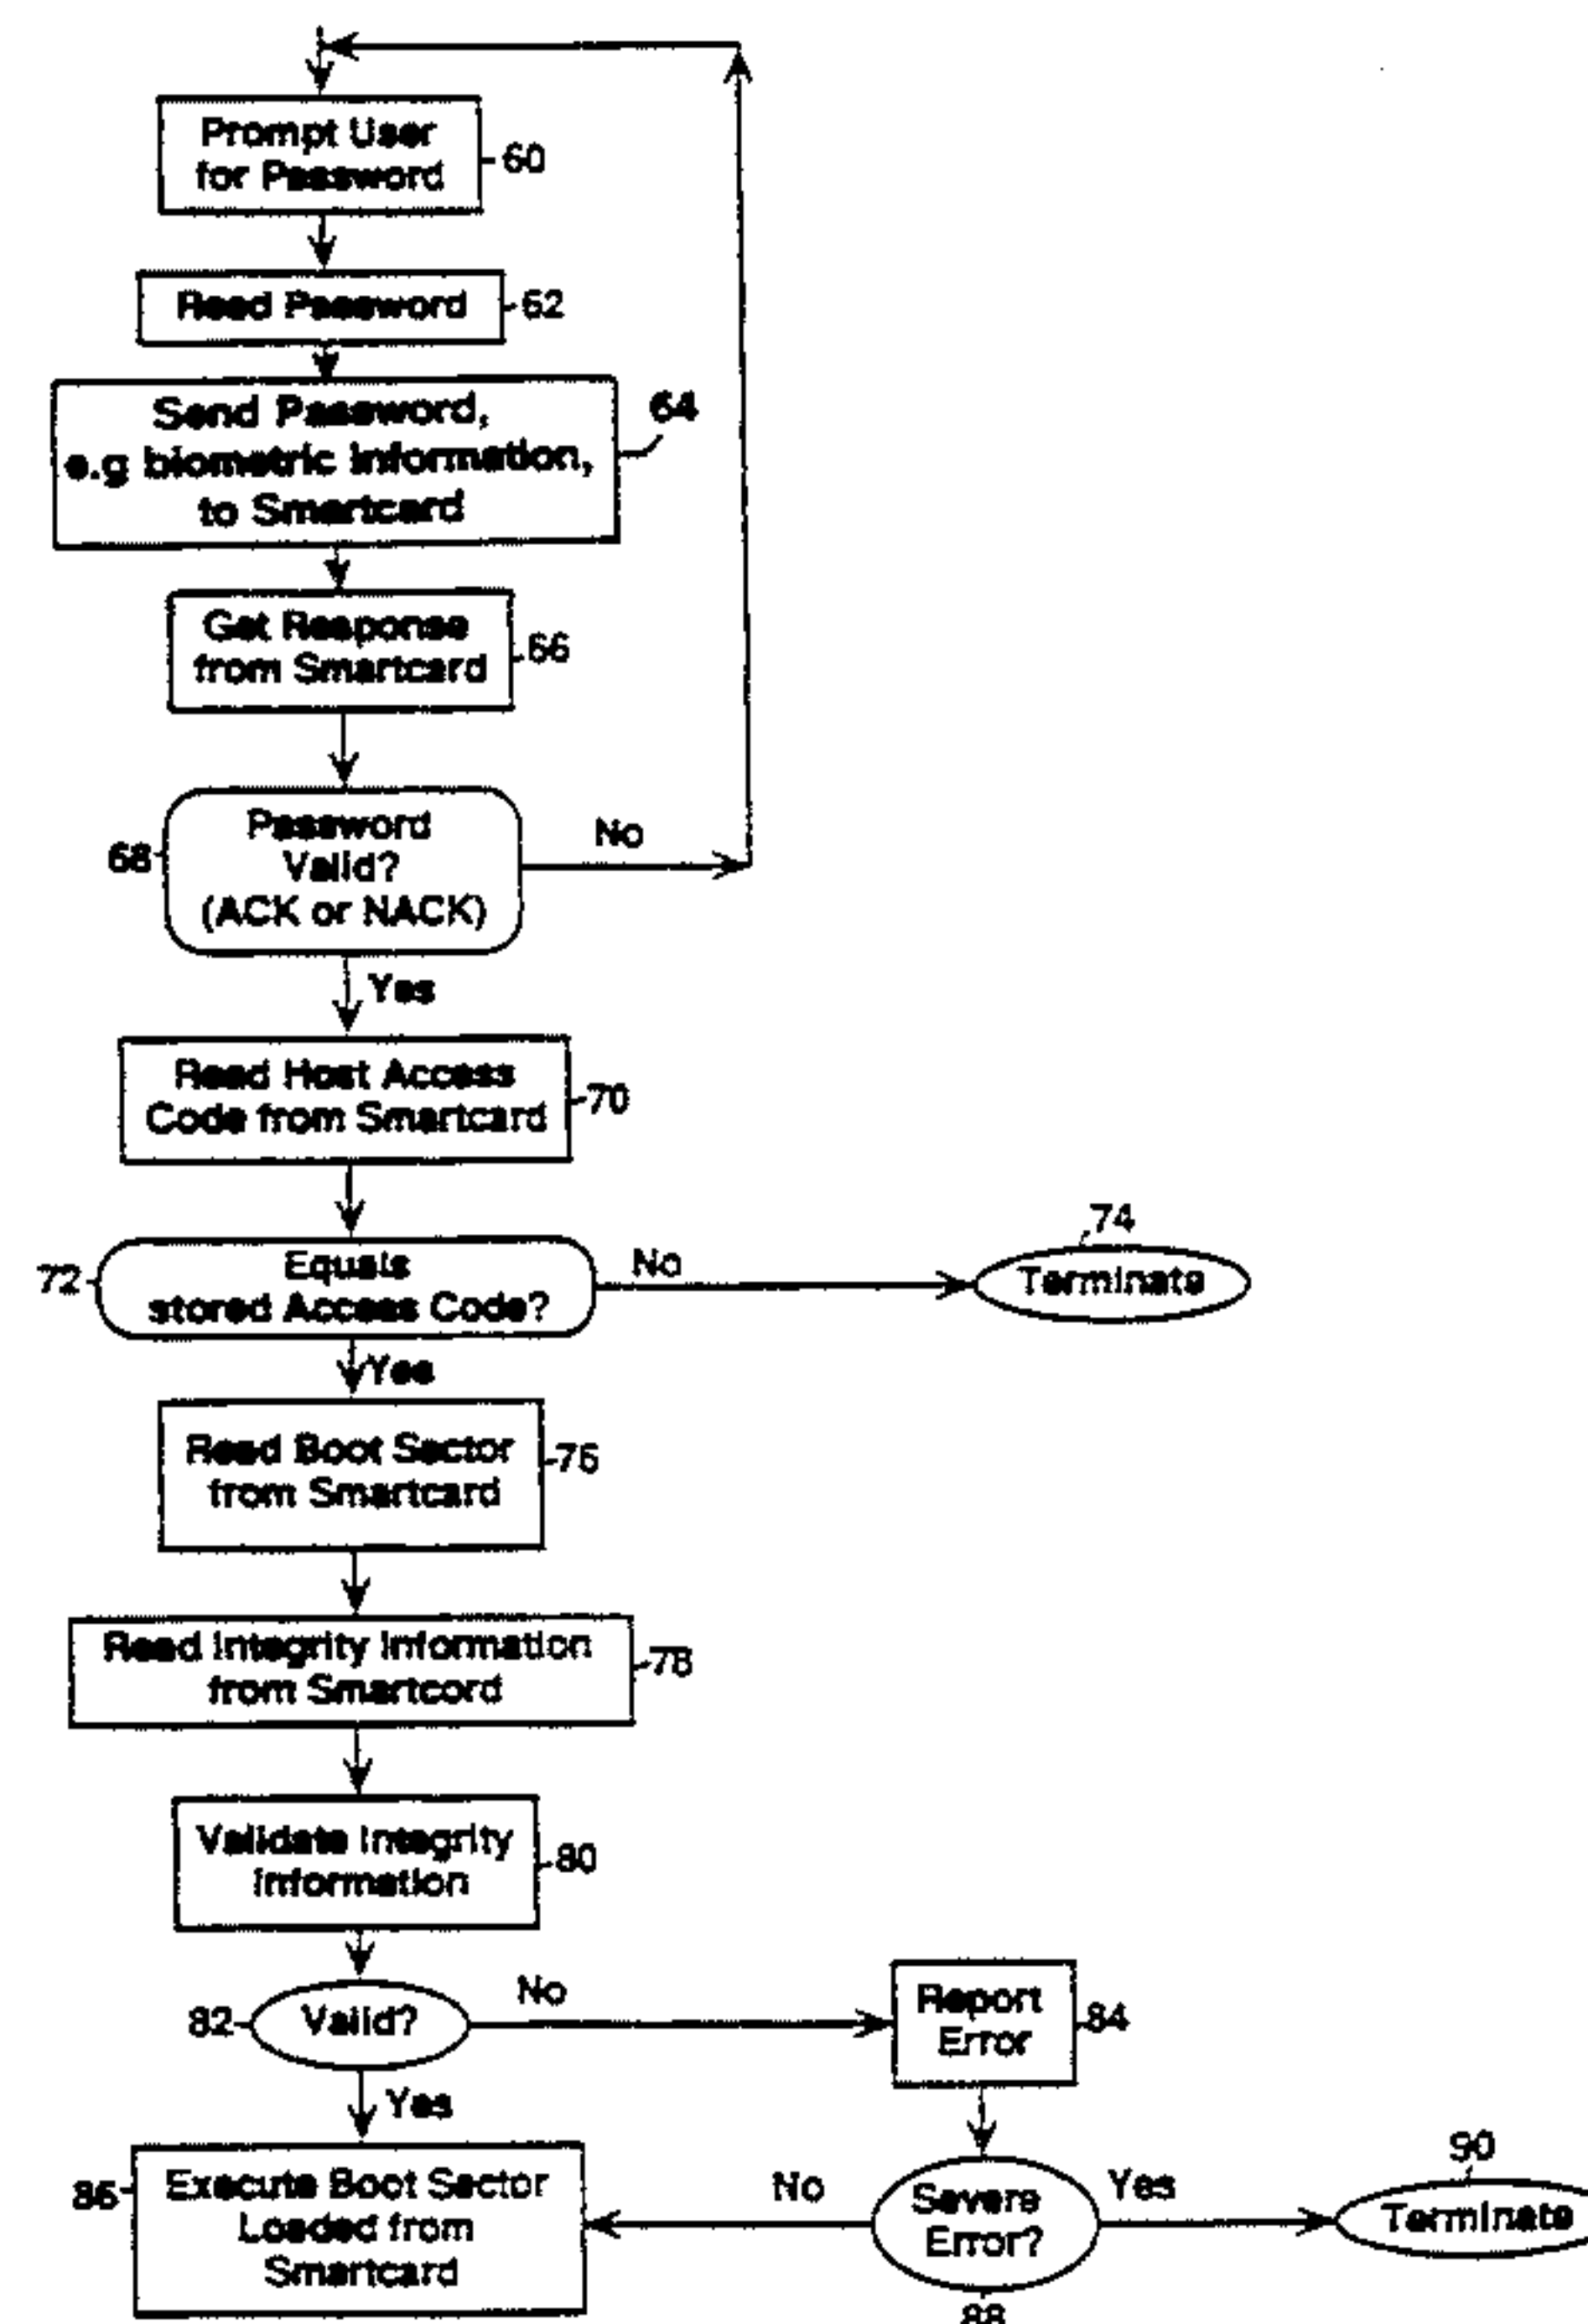 Prompt User
for Password
60
Read Password
62
Send Password,
e.g biometric Information,
to Smartcard
64
Get Response
from Smartcard
66
Password
Valid?
(ACK or NACK)
68
No
Yes
Read Host Access
Code from Smartcard
70
Equals
stored Access Code?
72
No
74
Terminate
Yes
Read Boot Sector
from Smartcard
76
Read Integrity Information
from Smartcord
78
Validate Integrity
Information
80
Valid?
82
No
Report
Error
84
Yes
Execute Boot Sector
Loaded from
Smartcard
86
No
Severe
Error?
88
Yes
90
Terminate